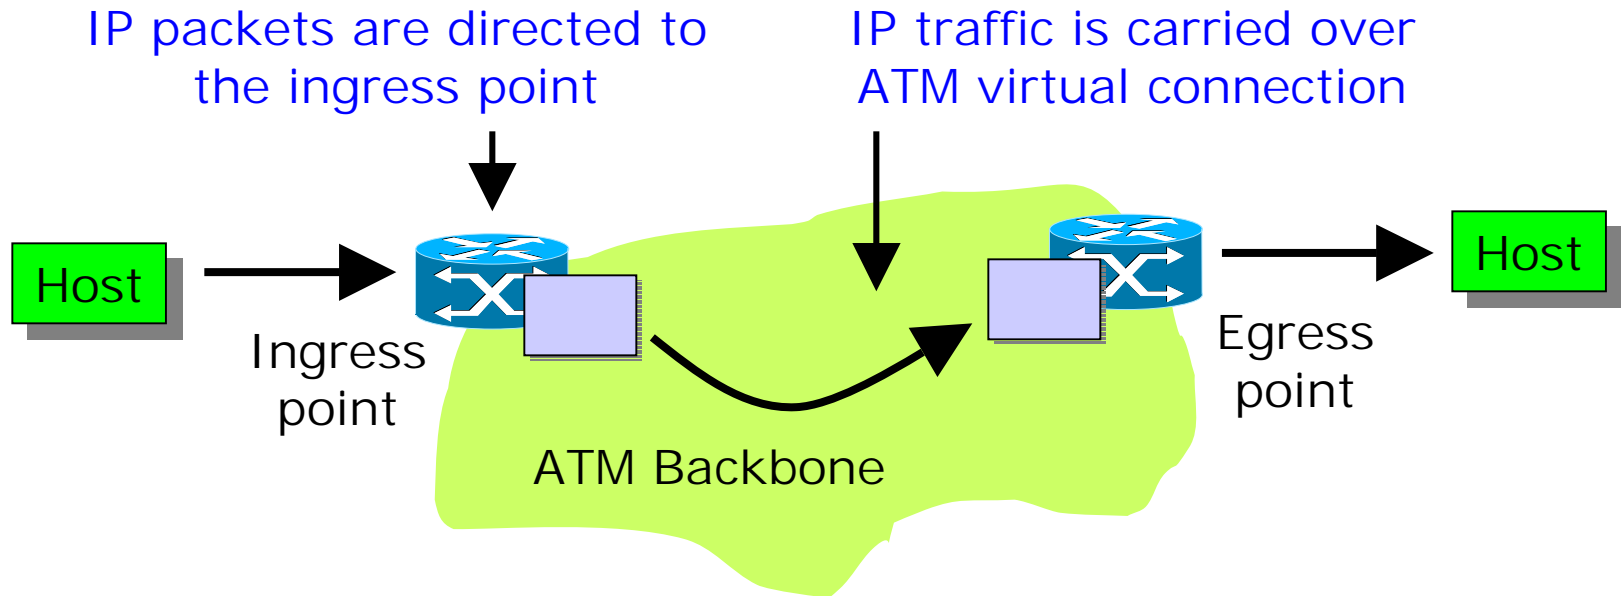 IP packets are directed to
the ingress point
IP traffic is carried over
ATM virtual connection
Host
Host
Ingress
point
Egress
point
ATM Backbone